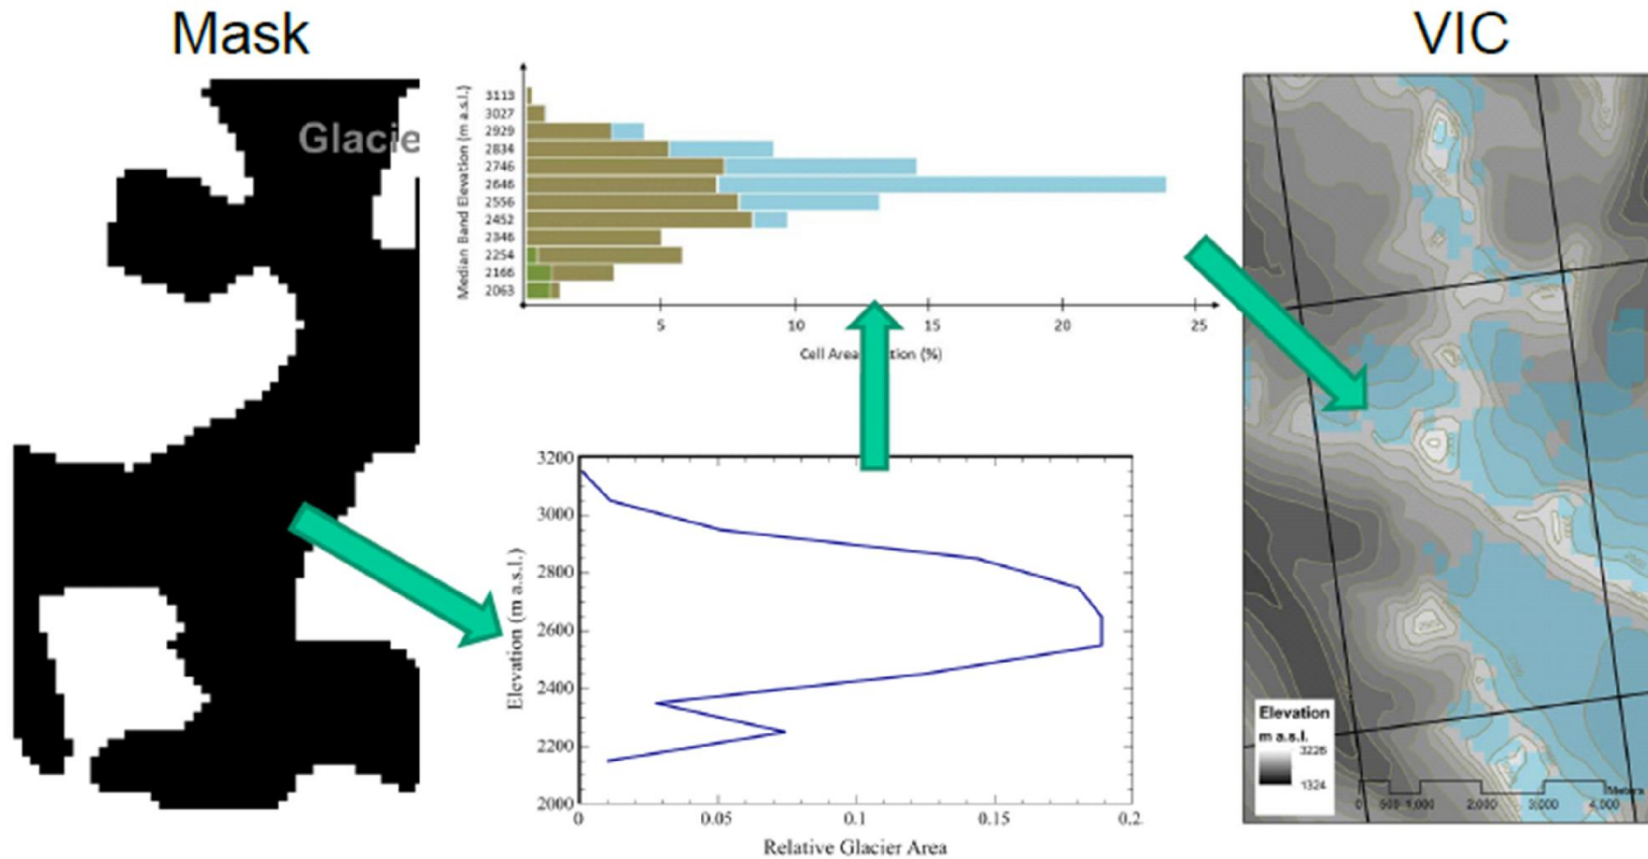 Mask
VIC
Glacie
Median Band Elevation (m a.s.l.)
3113
3027
2929
2834
2746
2646
2556
2452
2346
2254
2166
2063
5
10
15
20
25
Cell Area
tion (%)
Elevation (m a.s.l.)
3200
3000
2800
2600
2400
2200
2000
0
0.05
0.1
0.15
0.2
Relative Glacier Area
Elevation
m a.s.l.
3226
1324
Meters
0 500 1,000 2,000 3,000 4,000